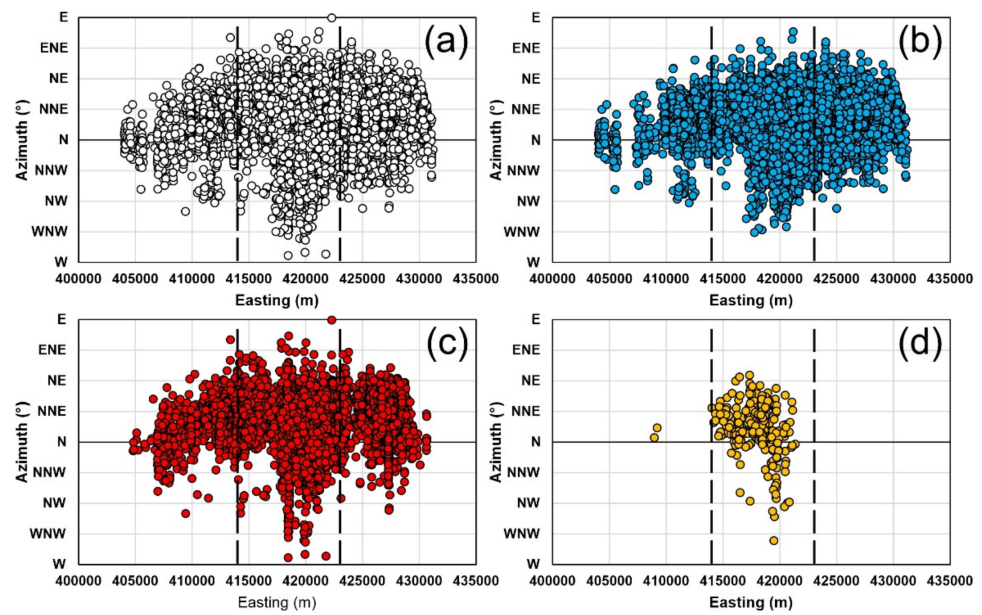 E
ENE
NE
NNE
N
NNW
NW
WNW
W
Azimuth (°)
(a)
400000 405000 410000 415000 420000 425000 430000 435000
Easting (m)
E
ENE
NE
NNE
N
NNW
NW
WNW
W
Azimuth (°)
(b)
400000 405000 410000 415000 420000 425000 430000 435000
Easting (m)
E
ENE
NE
NNE
N
NNW
NW
WNW
W
Azimuth (°)
(c)
400000 405000 410000 415000 420000 425000 430000 435000
Easting (m)
E
ENE
NE
NNE
N
NNW
NW
WNW
W
Azimuth (°)
(d)
400000 405000 410000 415000 420000 425000 430000 435000
Easting (m)